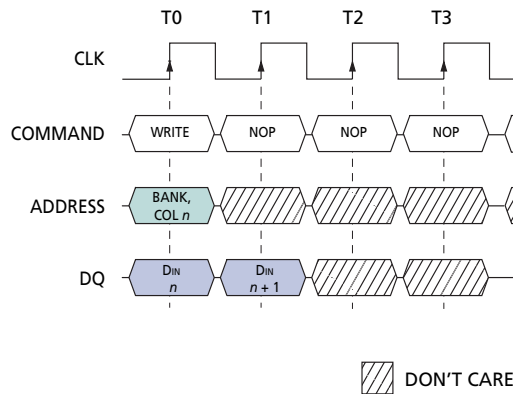 T0 T1 T2 T3
CLK
COMMAND WRITE NOP NOP NOP
ADDRESS BANK,
COL n
DQ DIN DIN
n n + 1
DON'T CARE